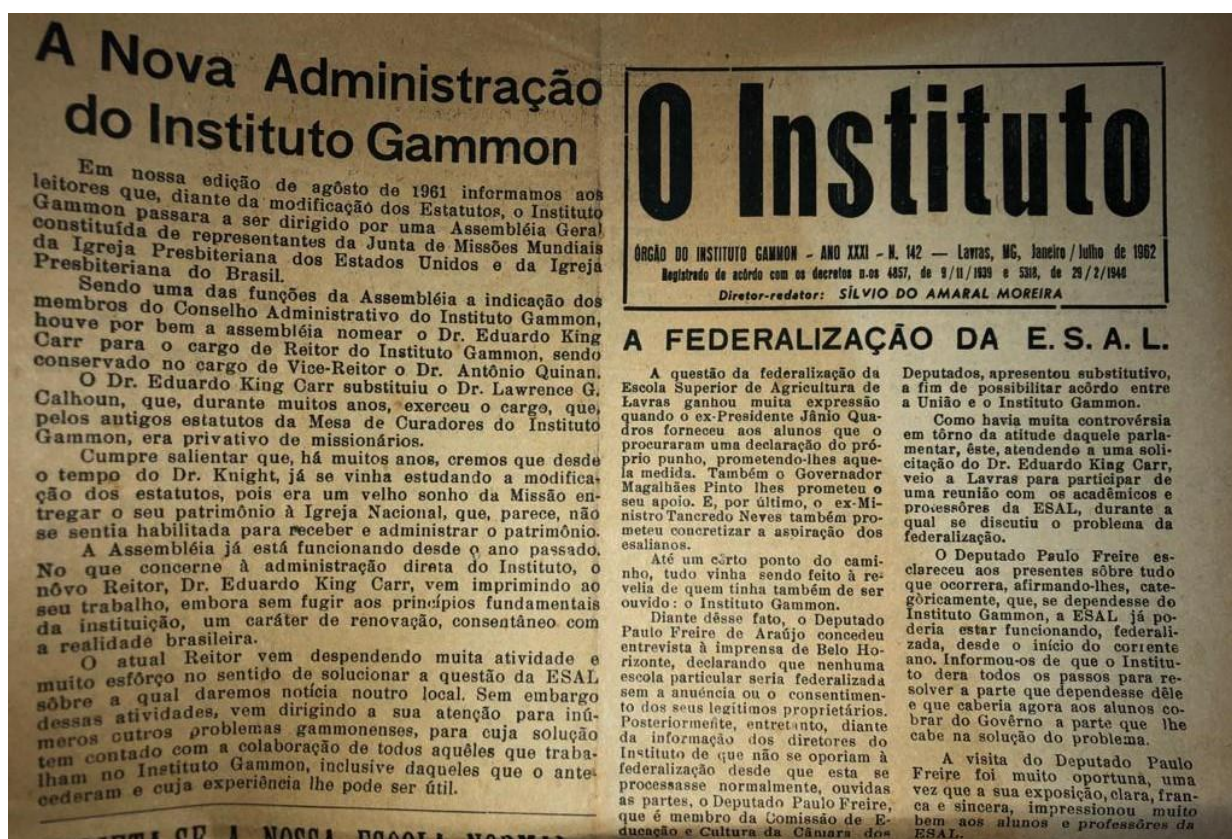 A Nova Administração
do Instituto Gammon
Em nossa edição de agôsto de 1961 informamos aos
leitores que, diante da modificação dos Estatutos, o Instituto
Gammon passara a ser dirigido por uma Assembléia Geral
constituída de representantes da Junta de Missões Mundiais
da Igreja Presbiteriana dos Estados Unidos e da Igreja
Presbiteriana do Brasil.
Sendo uma das funções da Assembléia a indicação dos
membros do Conselho Administrativo do Instituto Gammon,
houve por bem a assembléia nomear o Dr. Eduardo King
Carr para o cargo de Reitor do Instituto Gammon, sendo
conservado no cargo de Vice-Reitor o Dr. Antônio Quinan.
O Dr. Eduardo King Carr substituiu o Dr. Lawrence G.
Calhoun, que, durante muitos anos, exerceu o cargo, que,
pelos antigos estatutos da Mesa de Curadores do Instituto
Gammon, era privativo de missionários.
Cumpre salientar que, há muitos anos, cremos que desde
o tempo do Dr. Knight, já se vinha estudando a modifica-
ção dos estatutos, pois era um velho sonho da Missão en-
tregar o seu patrimônio à Igreja Nacional, que, parece, não
se sentia habilitada para receber e administrar o patrimônio.
A Assembléia já está funcionando desde o ano passado.
No que concerne à administração direta do Instituto, o
nôvo Reitor, Dr. Eduardo King Carr, vem imprimindo ao
seu trabalho, embora sem fugir aos princípios fundamentais
da instituição, um caráter de renovação, consentâneo com
a realidade brasileira.
O atual Reitor vem despendendo muita atividade e
muito esfôrço no sentido de solucionar a questão da ESAL
sôbre a qual daremos notícia noutro local. Sem embargo
dessas atividades, vem dirigindo a sua atenção para inú-
meros outros problemas gammonenses, para cuja solução
tem contado com a colaboração de todos aquêles que traba-
lham no Instituto Gammon, inclusive daqueles que o ante-
cederam e cuja experiência lhe pode ser útil.
SE A NOSSA ESCOLA NORMAL
O Instituto
ÓRGÃO DO INSTITUTO GAMMON - ANO XXXI - N. 142 — Lavras, MG, Janeiro / Julho de 1962
Registrado de acôrdo com os decretos n.os 4857, de 9/11/1939 e 5318, de 29/2/1940
Diretor-redator: SÍLVIO DO AMARAL MOREIRA
A FEDERALIZAÇÃO DA E. S. A. L.
A questão da federalização da
Escola Superior de Agricultura de
Lavras ganhou muita expressão
quando o ex-Presidente Jânio Qua-
dros forneceu aos alunos que o
procuraram uma declaração do pró-
prio punho, prometendo-lhes aque-
la medida. Também o Governador
Magalhães Pinto lhes prometeu o
seu apoio. E, por último, o ex-Mi-
nistro Tancredo Neves também pro-
meteu concretizar a aspiração dos
esalianos.
Até um certo ponto do cami-
nho, tudo vinha sendo feito à re-
velia de quem tinha também de ser
ouvido : o Instituto Gammon.
Diante dêsse fato, o Deputado
Paulo Freire de Araújo concedeu
entrevista à imprensa de Belo Ho-
rizonte, declarando que nenhuma
escola particular seria federalizada
sem a anuência ou o consentimen-
to dos seus legítimos proprietários.
Posteriormente, entretanto, diante
da informação dos diretores do
Instituto de que não se oporiam à
federalização desde que esta se
processasse normalmente, ouvidas
as partes, o Deputado Paulo Freire,
que é membro da Comissão de E-
ducação e Cultura da Câmara dos
Deputados, apresentou substitutivo,
a fim de possibilitar acôrdo entre
a União e o Instituto Gammon.
Como havia muita controvérsia
em tôrno da atitude daquele parla-
mentar, êste, atendendo a uma soli-
citação do Dr. Eduardo King Carr,
veio a Lavras para participar de
uma reunião com os acadêmicos e
professôres da ESAL, durante a
qual se discutiu o problema da
federalização.
O Deputado Paulo Freire es-
clareceu aos presentes sôbre tudo
que ocorrera, afirmando-lhes, cate-
gòricamente, que, se dependesse do
Instituto Gammon, a ESAL já po-
deria estar funcionando, federali-
zada, desde o início do corrente
ano. Informou-os de que o Institu-
to dera todos os passos para re-
solver a parte que dependesse dêle
e que caberia agora aos alunos co-
brar do Govêrno a parte que lhe
cabe na solução do problema.
A visita do Deputado Paulo
Freire foi muito oportuna, uma
vez que a sua exposição, clara, fran-
ca e sincera, impressionou muito
bem aos alunos e professôres da
ESAL.